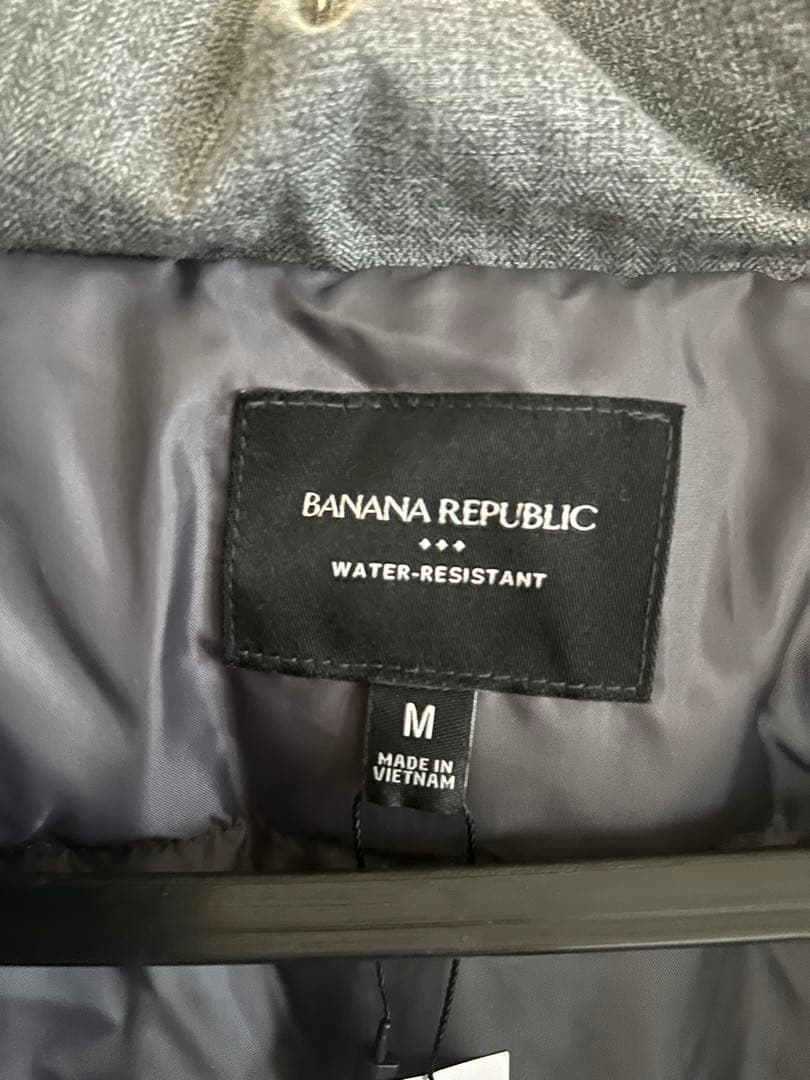 BANANA REPUBLIC
WATER-RESISTANT
M
MADE IN
VIETNAM